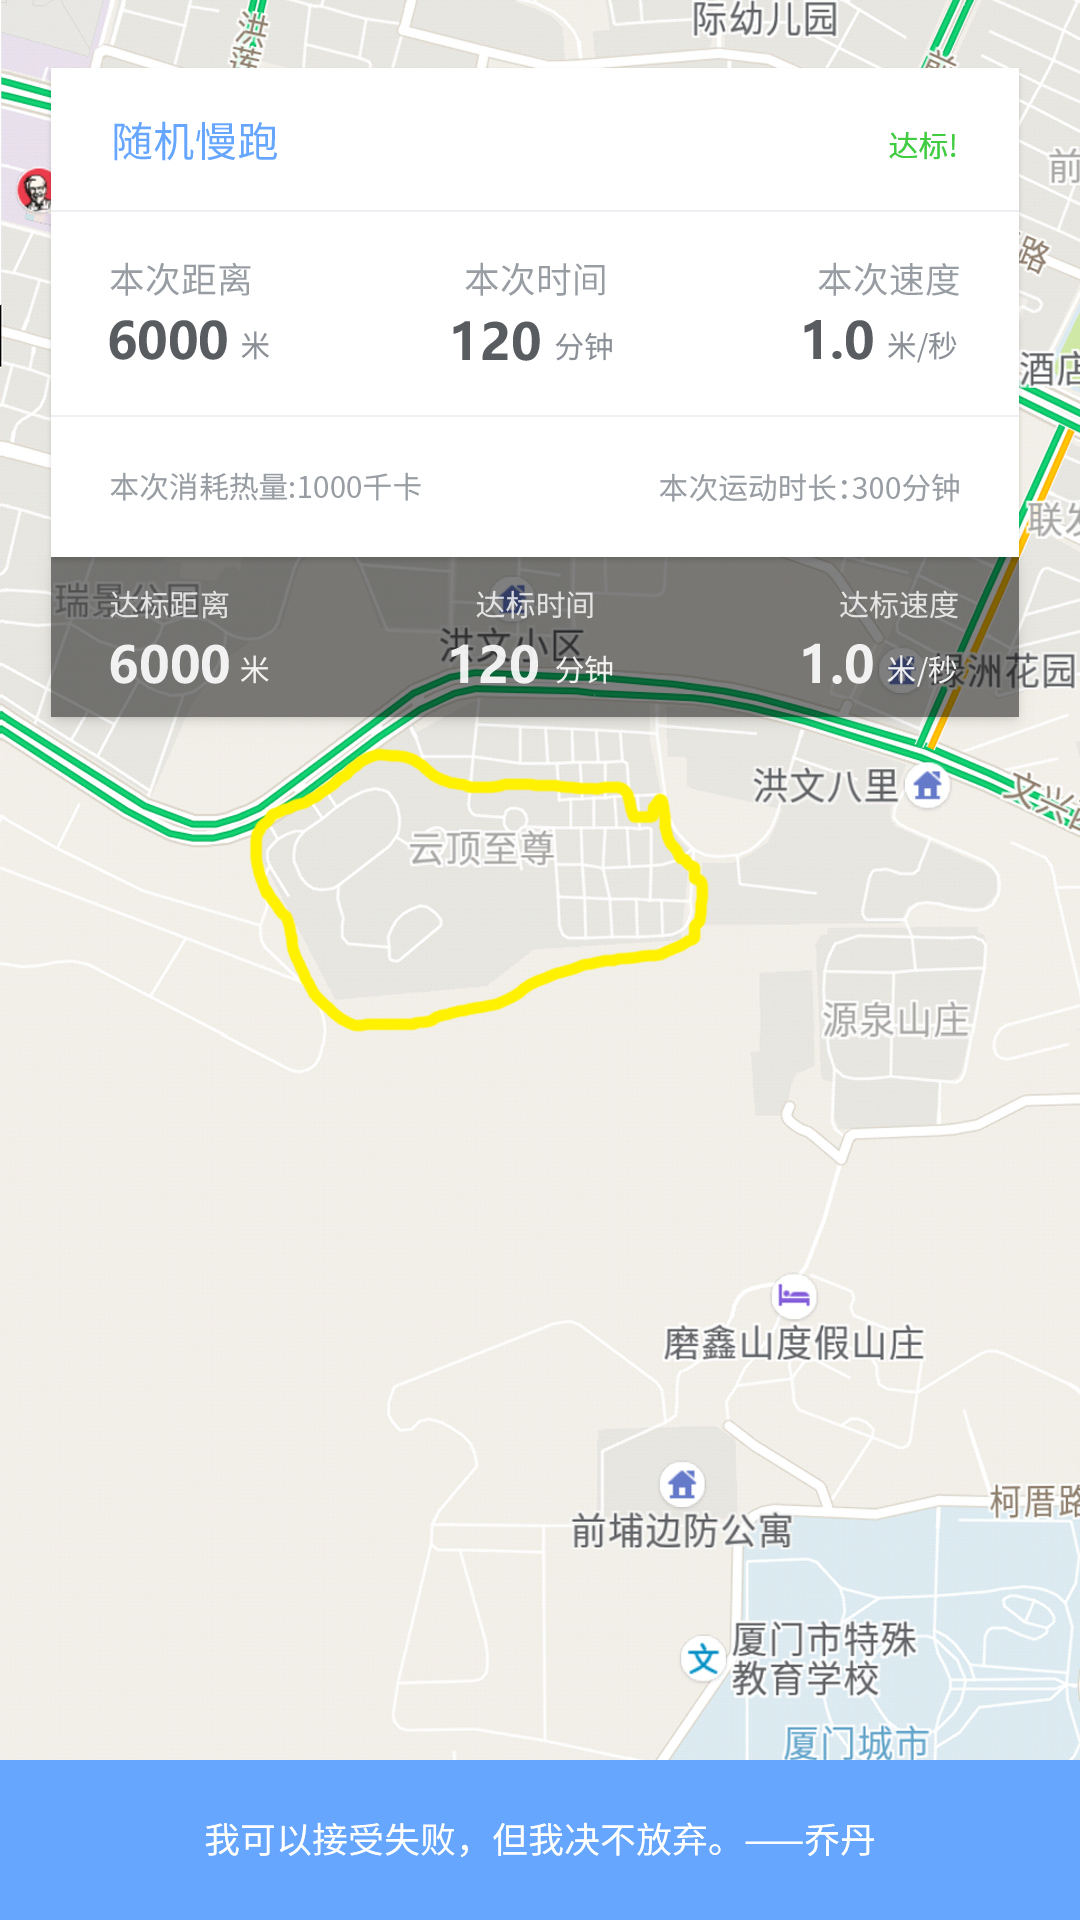 际幼儿园
洪莲
随机慢跑
达标!
前
本次距离
本次时间
本次速度
路
6000 米
120 分钟
1.0 米/秒
酒店
本次消耗热量:1000千卡
本次运动时长:300分钟
联发
瑞景公园
达标距离
达标时间
达标速度
洪文小区
6000 米
120 分钟
1.0 米/秒
绿洲花园
洪文八里
文兴
云顶至尊
源泉山庄
磨鑫山度假山庄
柯厝路
前埔边防公寓
文
厦门市特殊
教育学校
厦门城市
我可以接受失败，但我决不放弃。——乔丹